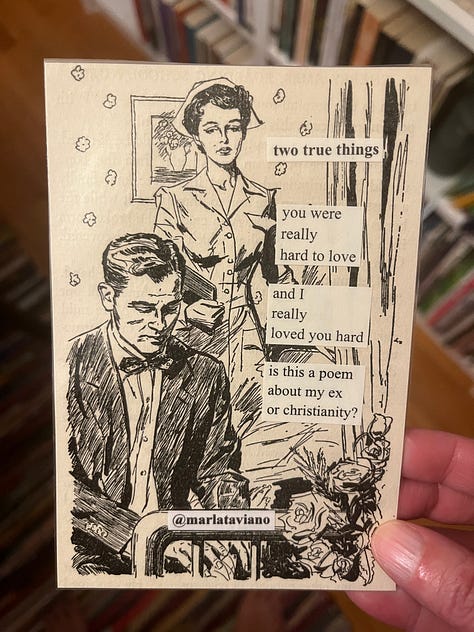 two true things
you were
really
hard to love
and I
really
loved you hard
is this a poem
about my ex
or christianity?
@marlataviano